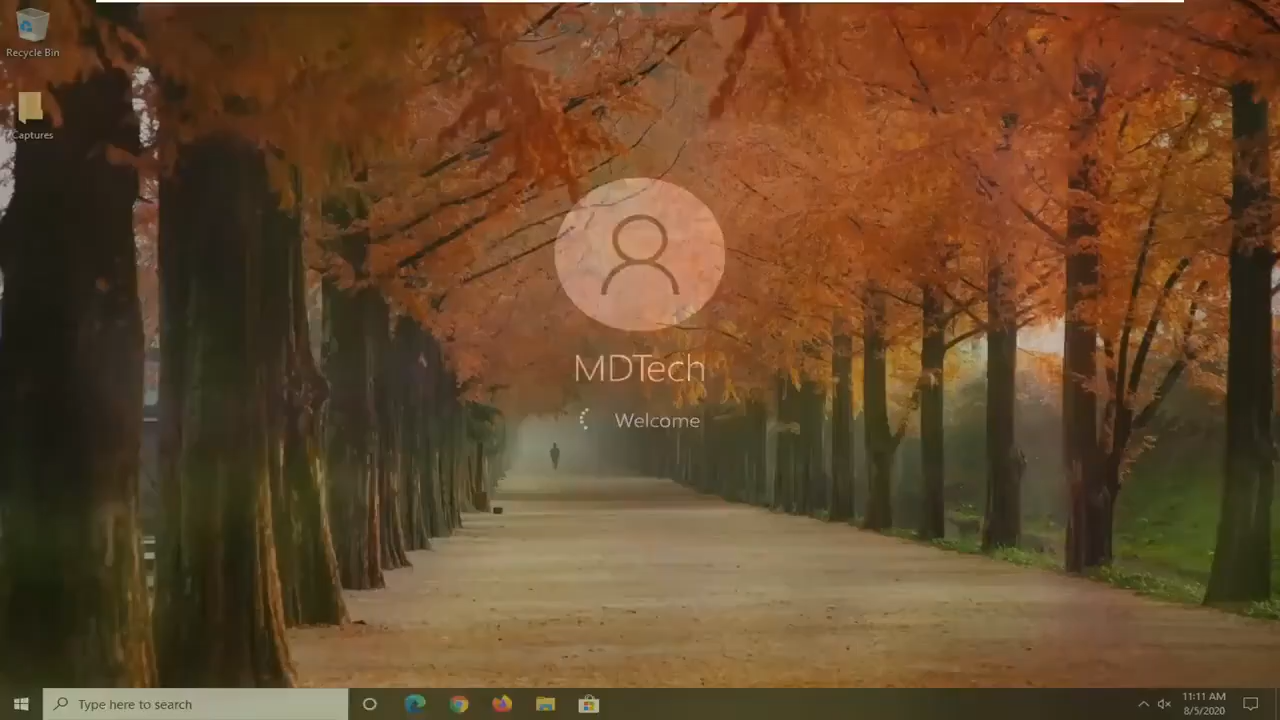 Recycle Bin
Captures
MDTech
Welcome
Type here to search
11:11 AM
8/5/2020